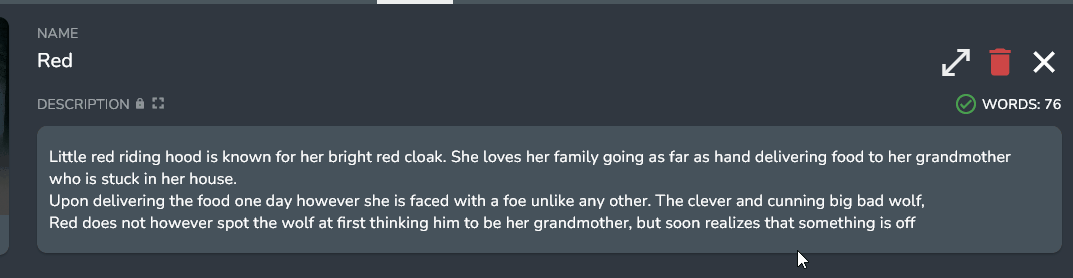 NAME
Red
DESCRIPTION
WORDS: 76
Little red riding hood is known for her bright red cloak. She loves her family going as far as hand delivering food to her grandmother
who is stuck in her house.
Upon delivering the food one day however she is faced with a foe unlike any other. The clever and cunning big bad wolf,
Red does not however spot the wolf at first thinking him to be her grandmother, but soon realizes that something is off